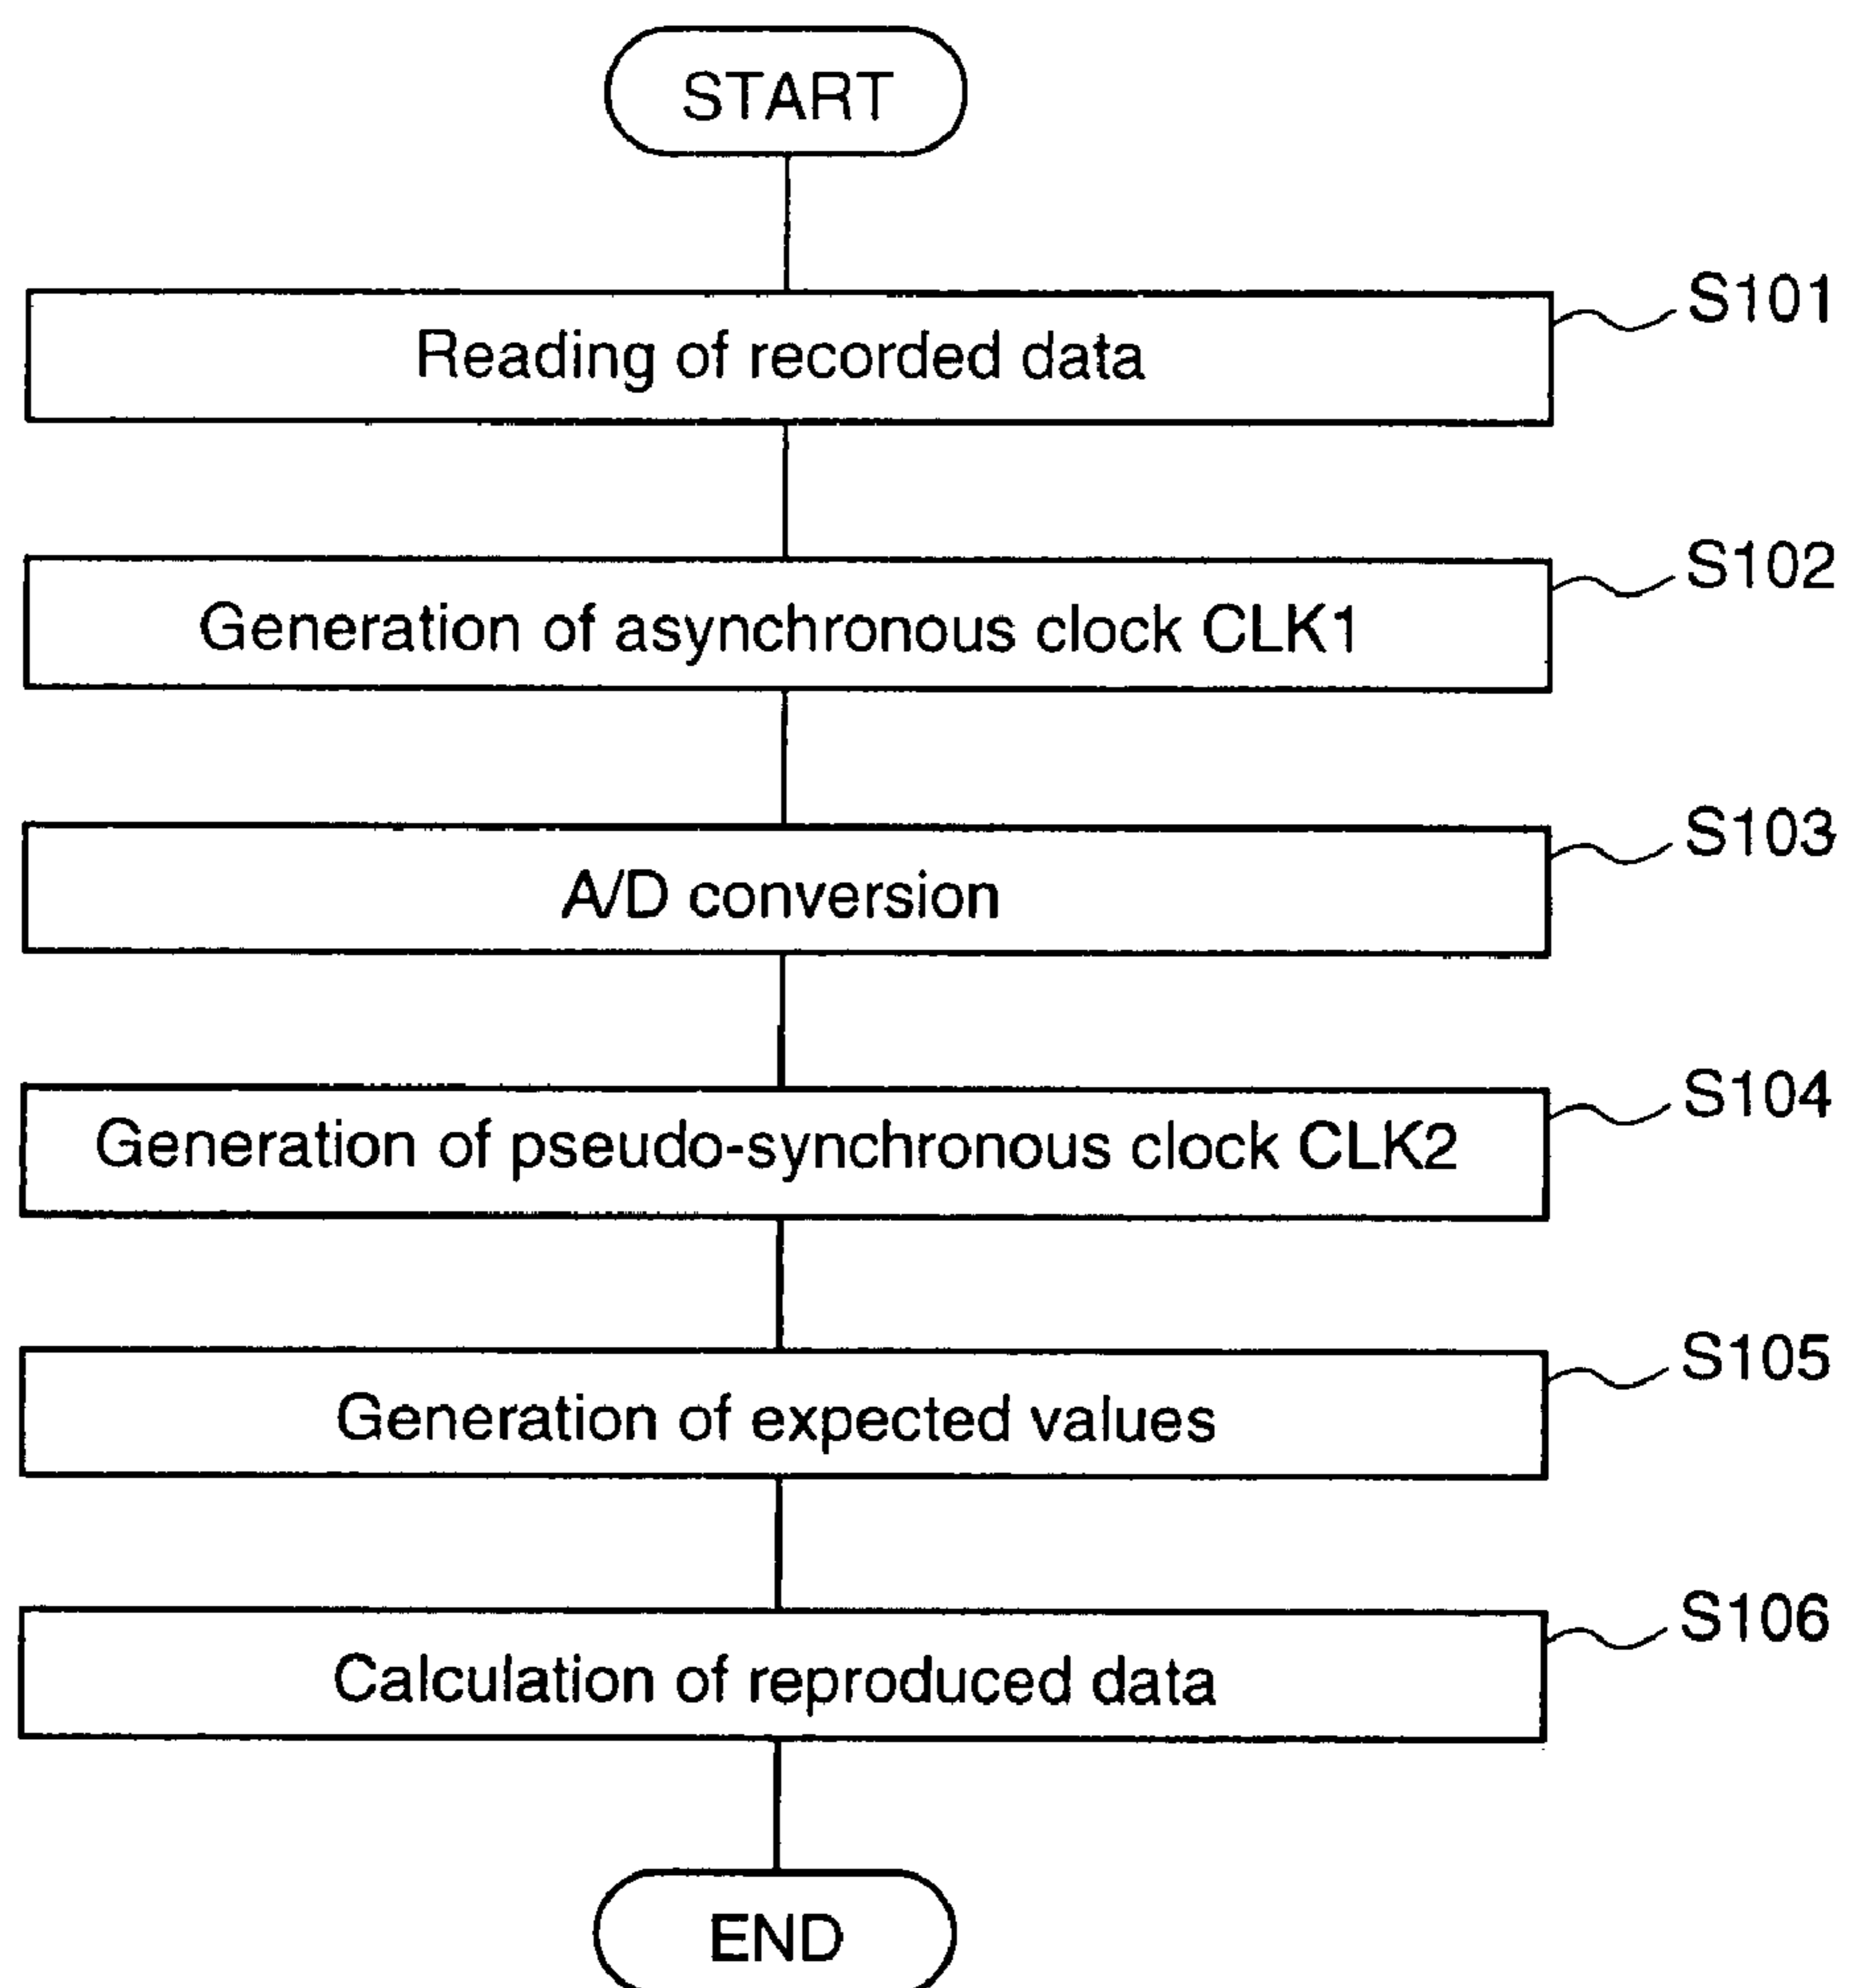 START
Reading of recorded data
S101
Generation of asynchronous clock CLK1
S102
A/D conversion
S103
Generation of pseudo-synchronous clock CLK2
S104
Generation of expected values
S105
Calculation of reproduced data
S106
END